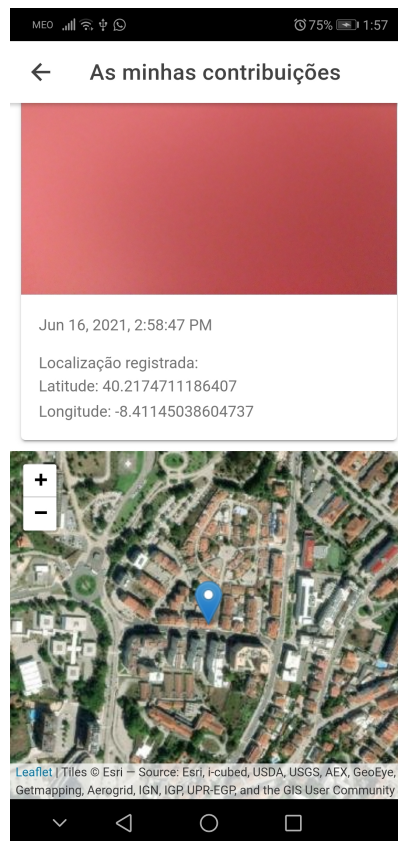 MEO 75% 1:57
As minhas contribuições
Jun 16, 2021, 2:58:47 PM
Localização registrada:
Latitude: 40.2174711186407
Longitude: -8.41145038604737
+
−
Leaflet | Tiles © Esri — Source: Esri, i-cubed, USDA, USGS, AEX, GeoEye,
Getmapping, Aerogrid, IGN, IGP, UPR-EGP, and the GIS User Community